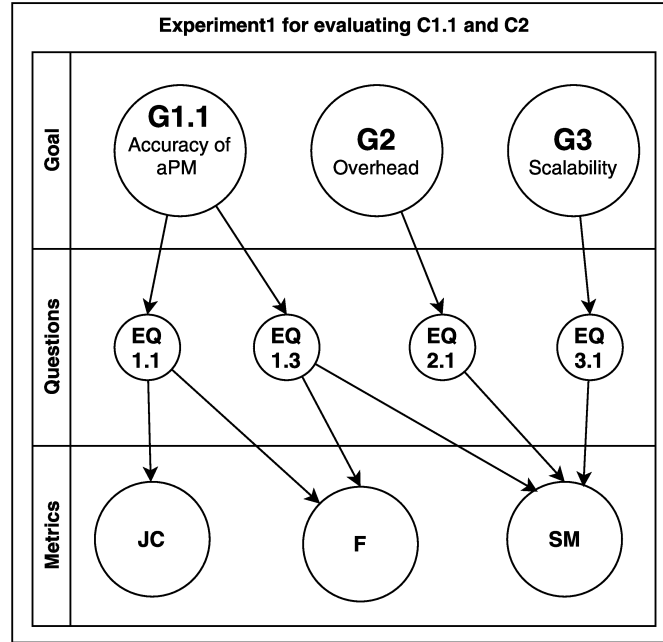 Experiment1 for evaluating C1.1 and C2
Goal
G1.1
Accuracy of
aPM
G2
Overhead
G3
Scalability
Questions
EQ
1.1
EQ
1.3
EQ
2.1
EQ
3.1
Metrics
JC
F
SM